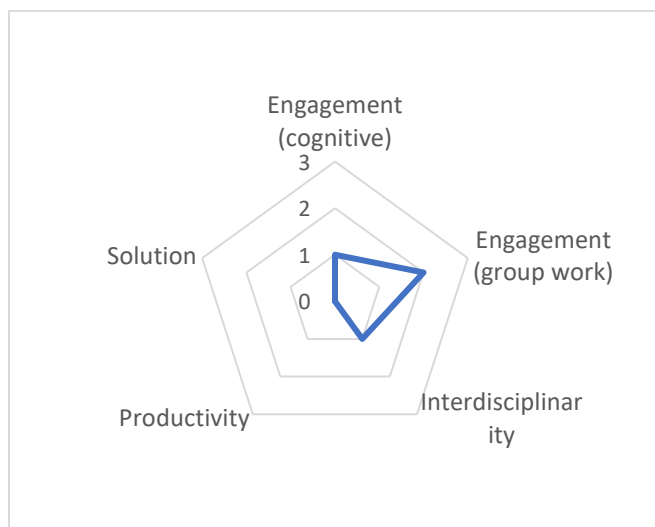 Engagement
(cognitive)
3
2
1
0
Engagement
(group work)
Interdisciplinar
ity
Productivity
Solution